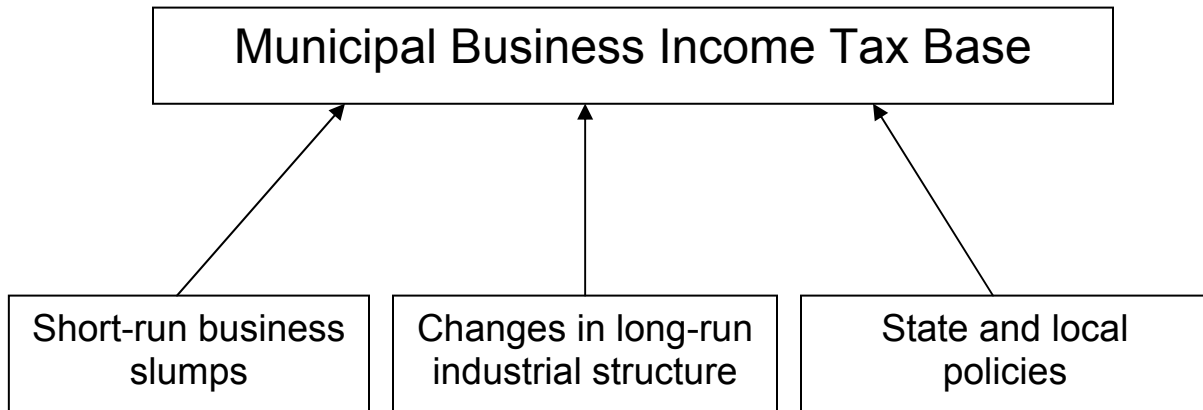 Municipal Business Income Tax Base
Short-run business
slumps
Changes in long-run
industrial structure
State and local
policies